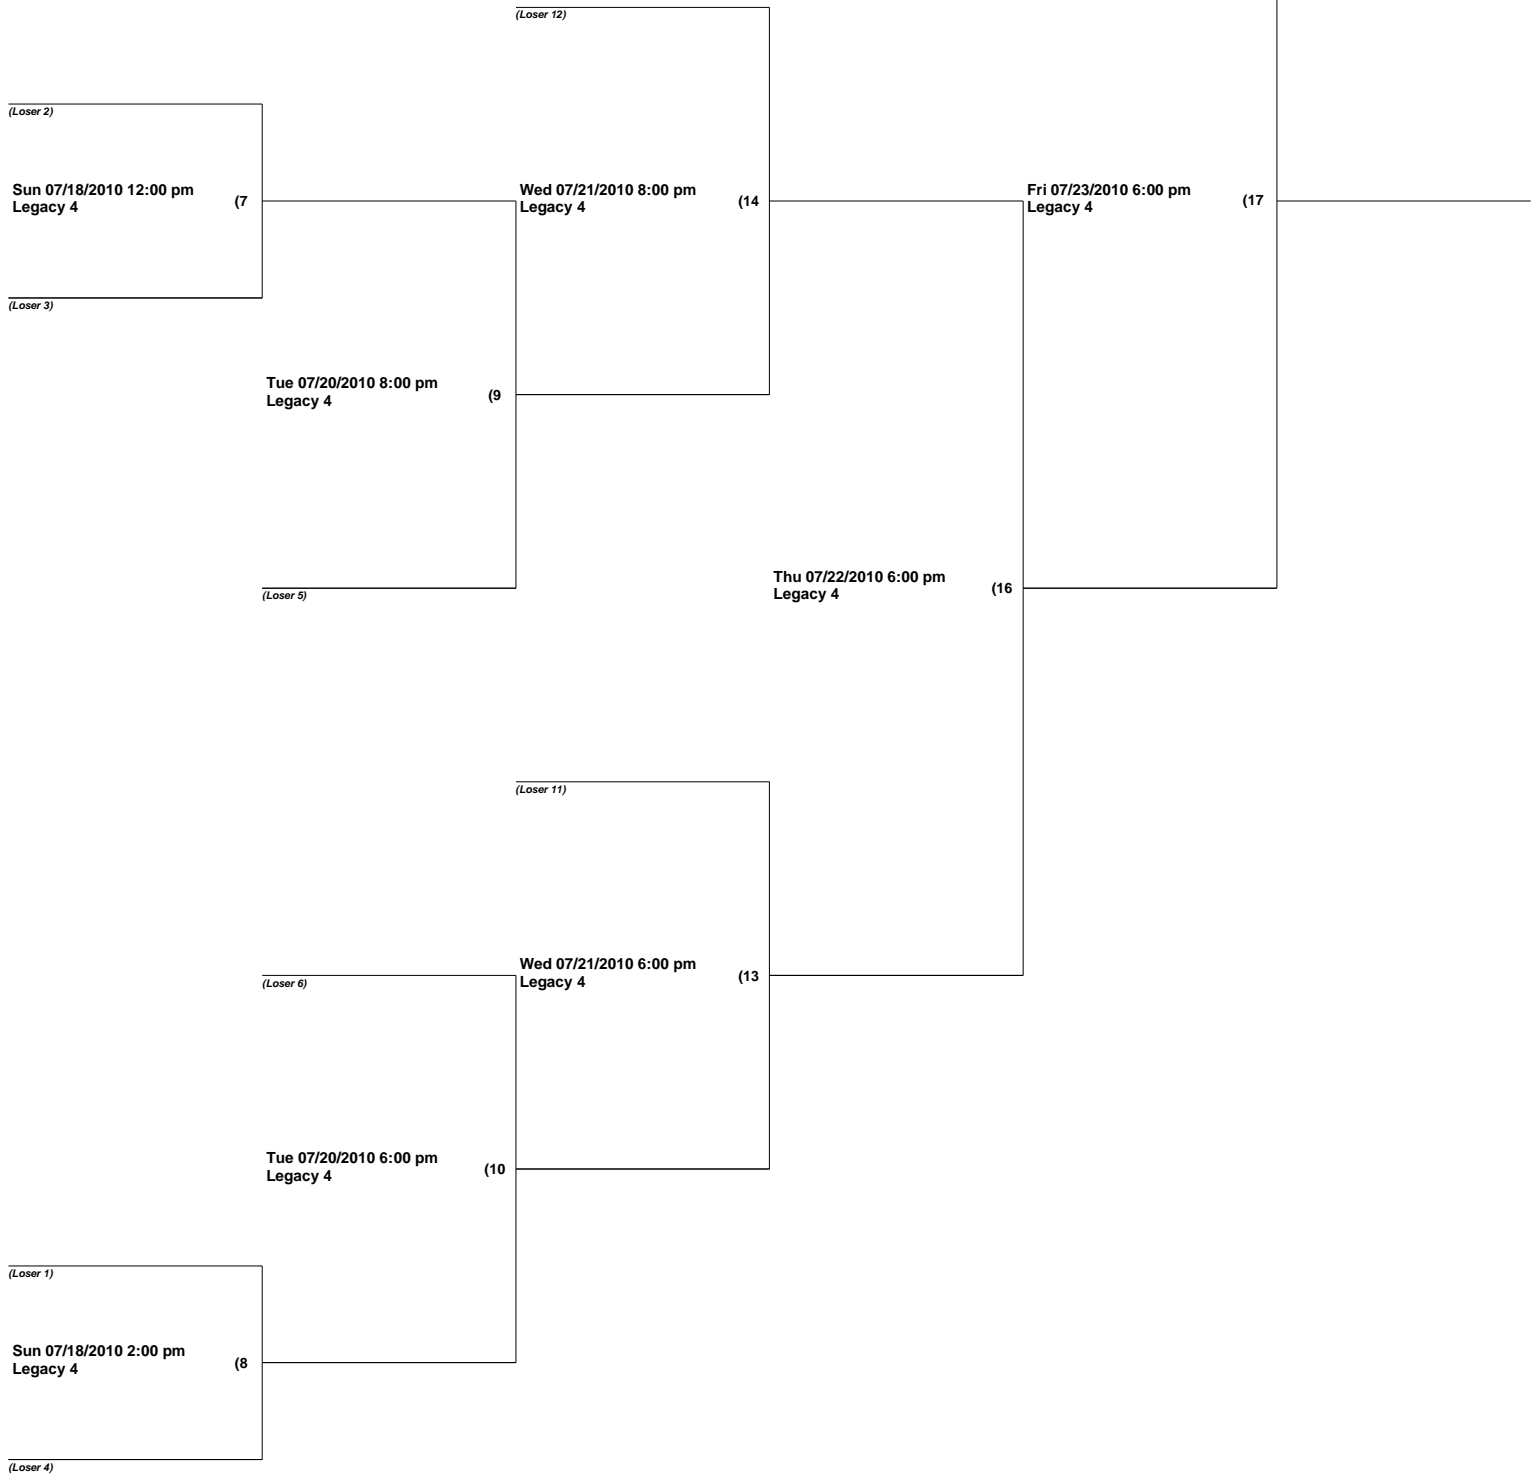 (Loser 12)
(Loser 2)
Sun 07/18/2010 12:00 pm
Legacy 4
(7
Wed 07/21/2010 8:00 pm
Legacy 4
(14
Fri 07/23/2010 6:00 pm
Legacy 4
(17
(Loser 3)
Tue 07/20/2010 8:00 pm
Legacy 4
(9
(Loser 5)
Thu 07/22/2010 6:00 pm
Legacy 4
(16
(Loser 11)
Wed 07/21/2010 6:00 pm
Legacy 4
(13
(Loser 6)
Tue 07/20/2010 6:00 pm
Legacy 4
(10
(Loser 1)
Sun 07/18/2010 2:00 pm
Legacy 4
(8
(Loser 4)